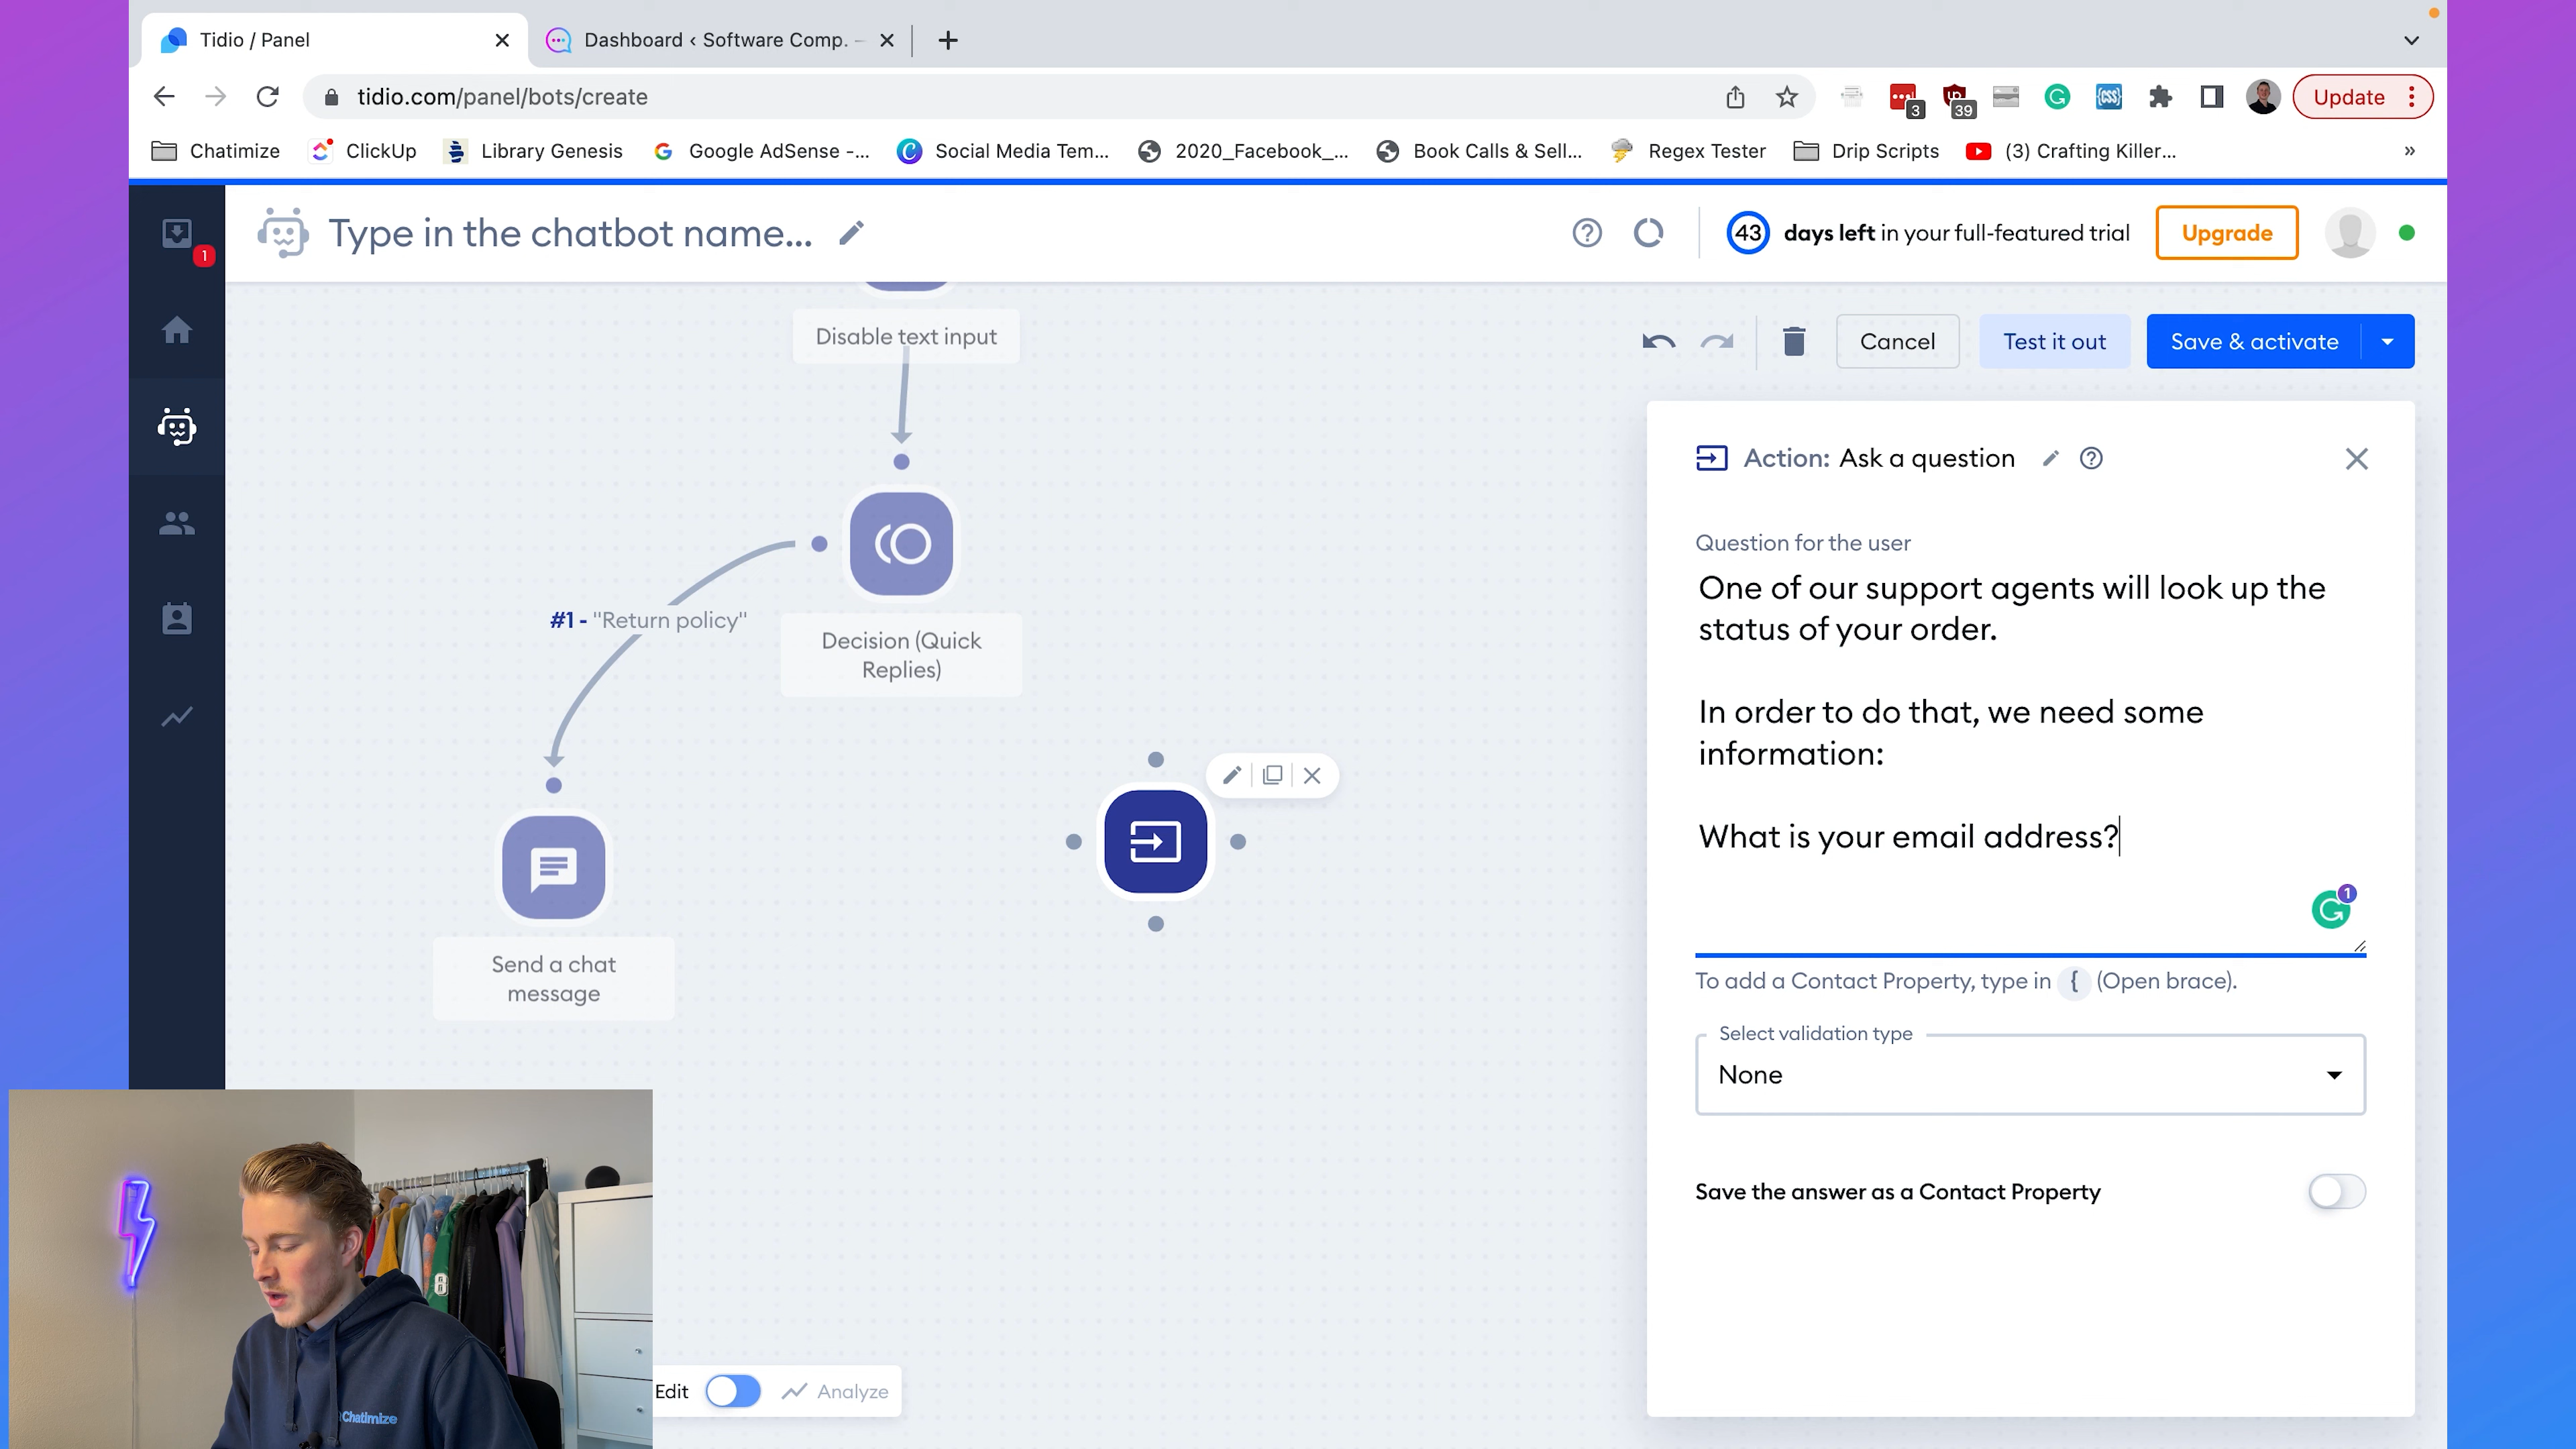 Tidio / Panel
Dashboard ‹ Software Comp. –
tidio.com/panel/bots/create
3
39
Update
Chatimize
ClickUp
Library Genesis
Google AdSense -...
Social Media Tem...
2020_Facebook_...
Book Calls & Sell...
Regex Tester
Drip Scripts
(3) Crafting Killer...
»
1
Type in the chatbot name...
43 days left in your full-featured trial
Upgrade
Disable text input
Cancel
Test it out
Save & activate
#1 - "Return policy"
Decision (Quick
Replies)
Send a chat
message
Action: Ask a question
Question for the user
One of our support agents will look up the
status of your order.
In order to do that, we need some
information:
What is your email address?
1
To add a Contact Property, type in { (Open brace).
Select validation type
None
Save the answer as a Contact Property
Edit
Analyze
Chatimize